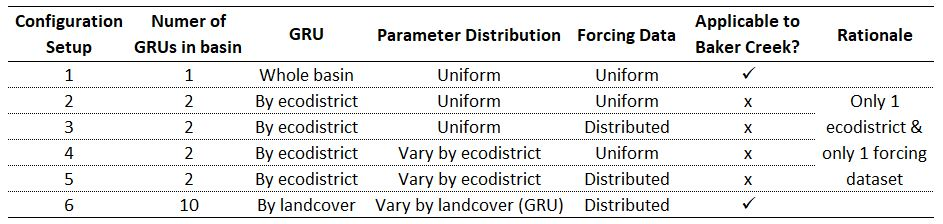 Configuration Setup Numer of GRUs in basin GRU Parameter Distribution Forcing Data Applicable to Baker Creek? Rationale
1 1 Whole basin Uniform Uniform ✓
2 2 By ecodistrict Uniform Uniform x Only 1
3 2 By ecodistrict Uniform Distributed x ecodistrict &
4 2 By ecodistrict Vary by ecodistrict Uniform x only 1 forcing
5 2 By ecodistrict Vary by ecodistrict Distributed x dataset
6 10 By landcover Vary by landcover (GRU) Distributed ✓